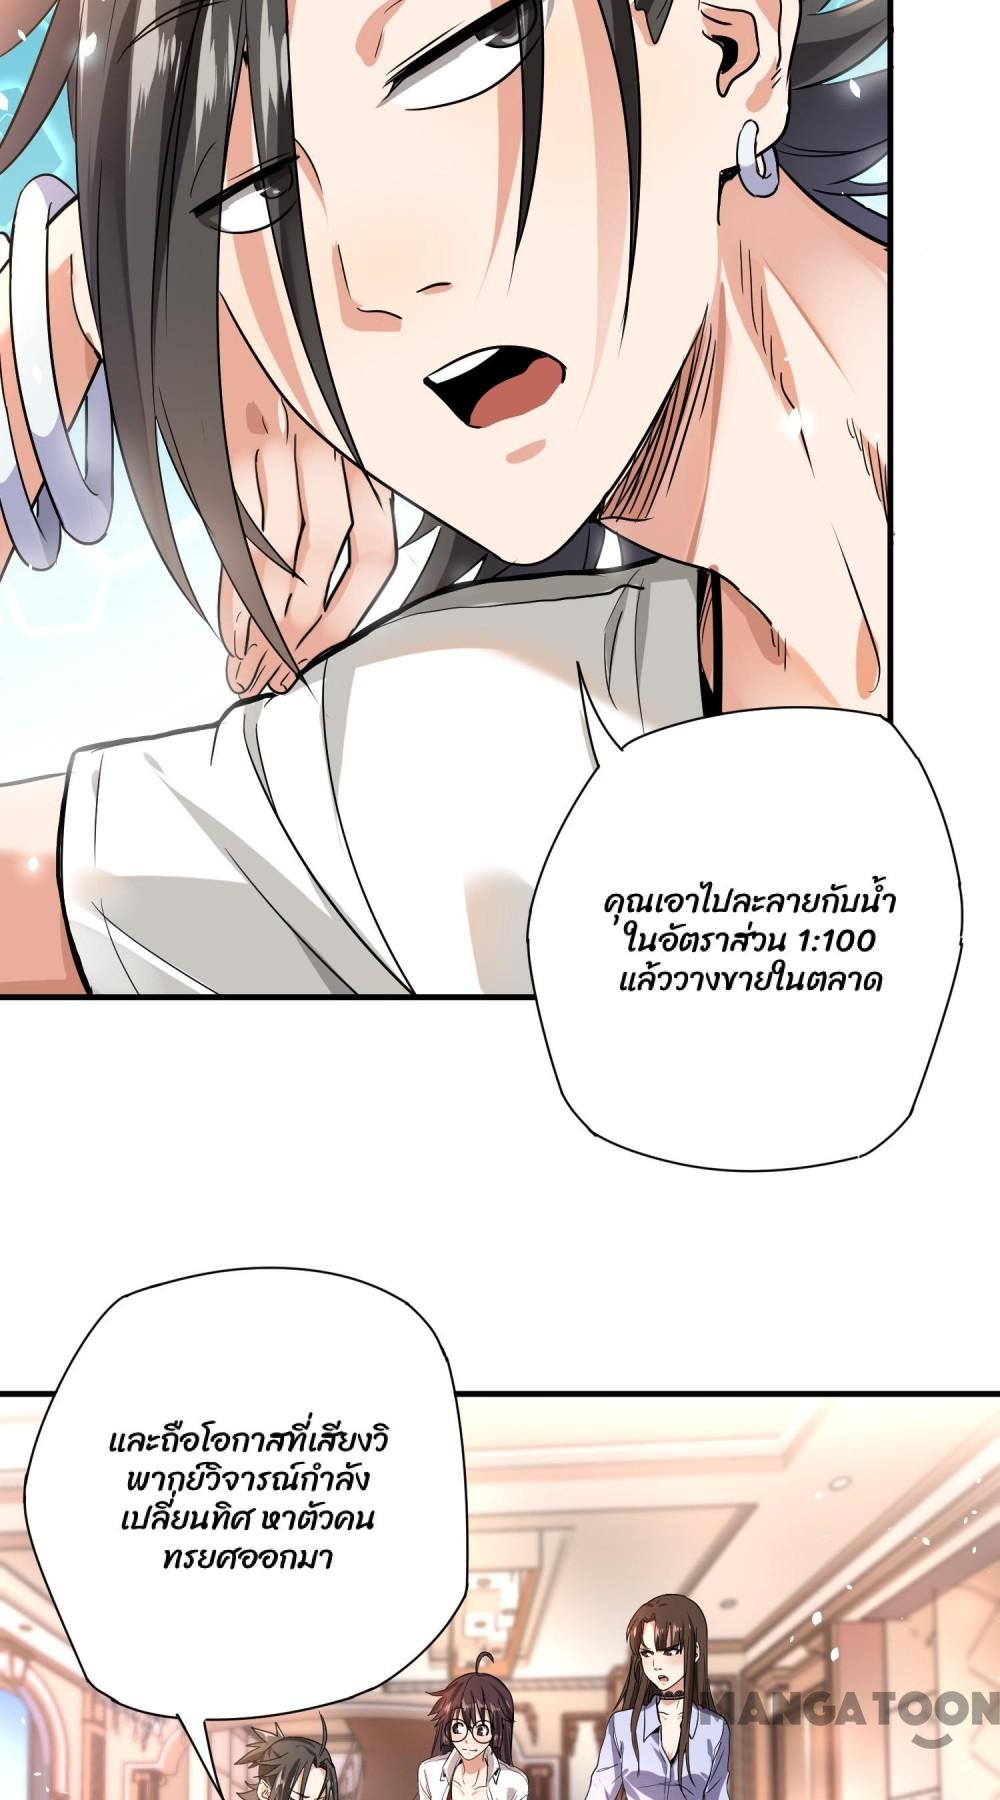 คุณเอาไปละลายกับน้ำ
ในอัตราส่วน 1:100
แล้ววางขายในตลาด
และถือโอกาสที่เสียงวิ
พากย์วิจารณ์กำลัง
เปลี่ยนทิศ หาตัวคน
ทรยศออกมา
MANGATOON